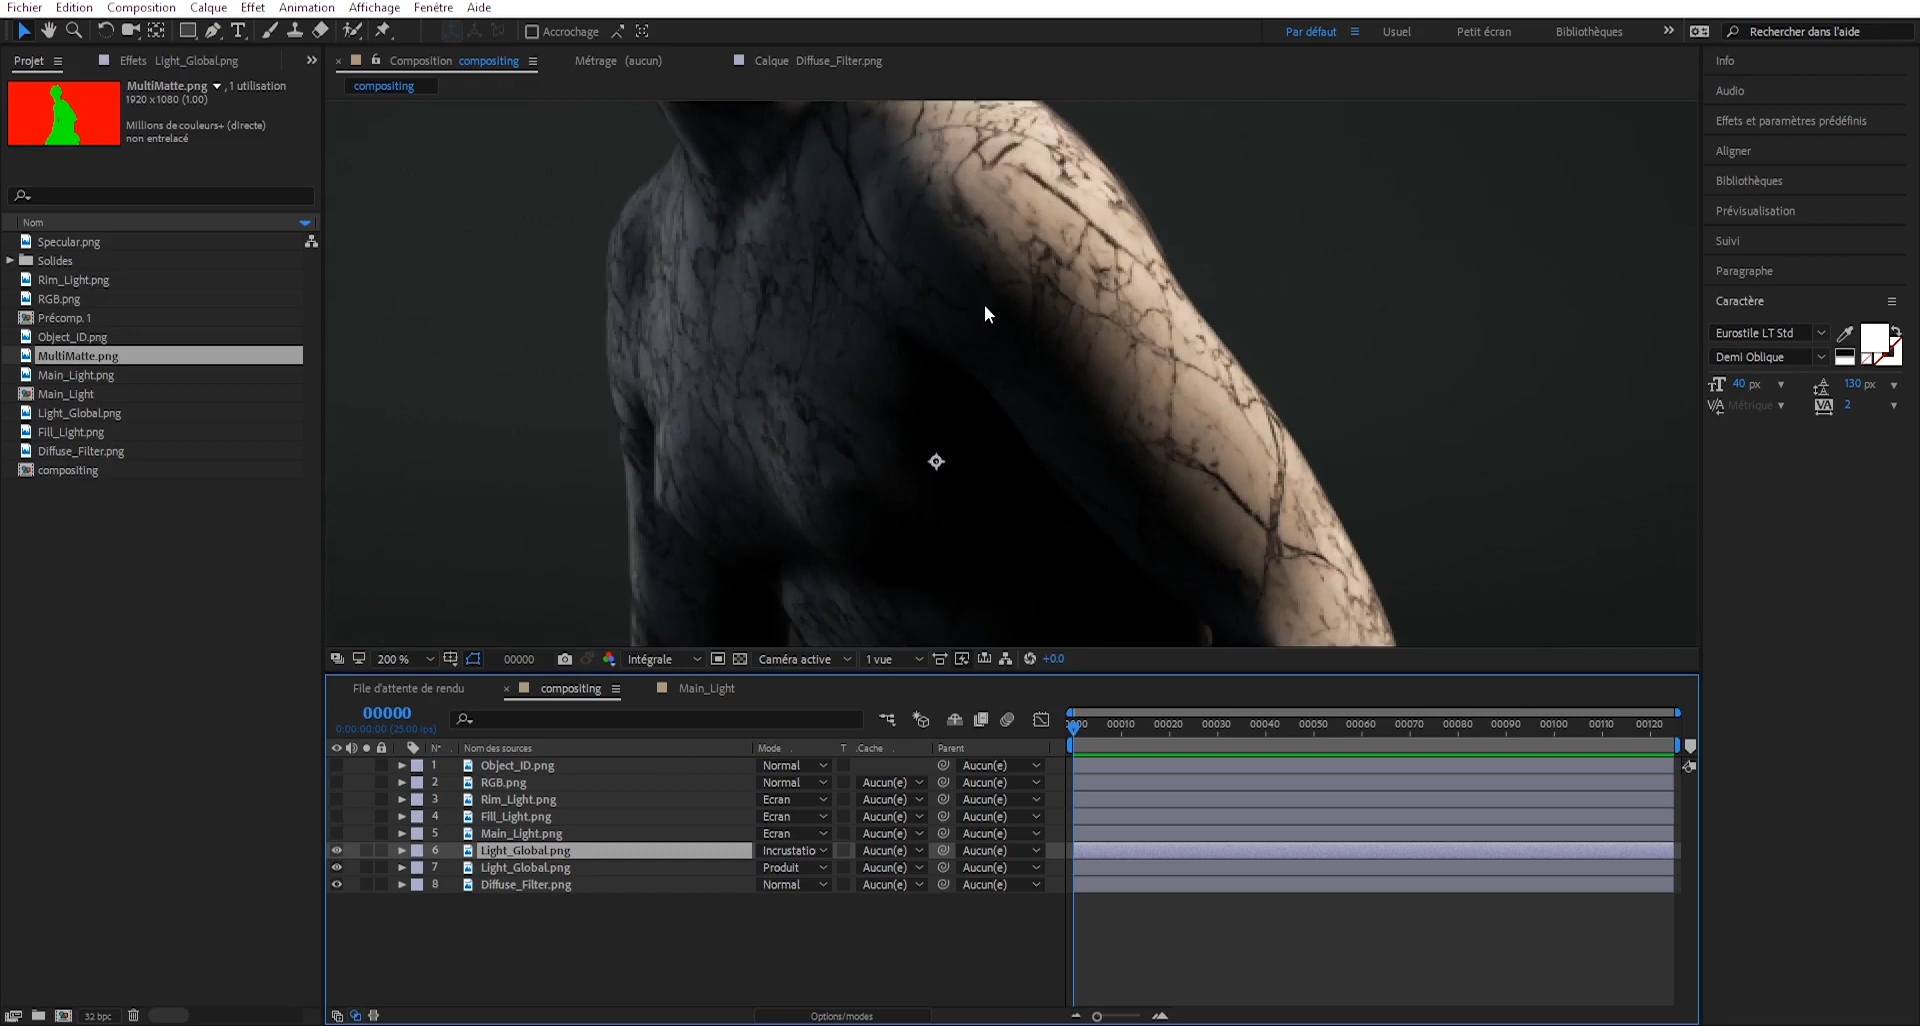 Fichier Edition Composition Calque Effet Animation Affichage Fenêtre Aide
Accrochage
Par défaut Usuel Petit écran Bibliothèques Rechercher dans l'aide
Projet Effets Light_Global.png
Composition compositing Métrage (aucun) Calque Diffuse_Filter.png
compositing
MultiMatte.png , 1 utilisation
1920 x 1080 (1.00)
Millions de couleurs+ (directe)
non entrelacé
Nom
Specular.png
Solides
Rim_Light.png
RGB.png
Précomp. 1
Object_ID.png
MultiMatte.png
Main_Light.png
Main_Light
Light_Global.png
Fill_Light.png
Diffuse_Filter.png
compositing
32 bpc
200 % 00000 Intégrale Caméra active 1 vue +0.0
File d'attente de rendu compositing Main_Light
00000
0:00:00:00 (25.00 ips)
00010 00020 00030 00040 00050 00060 00070 00080 00090 00100 00110 00120
N° Nom des sources Mode T .Cache Parent
1 Object_ID.png Normal Aucun(e)
2 RGB.png Normal Aucun(e) Aucun(e)
3 Rim_Light.png Ecran Aucun(e) Aucun(e)
4 Fill_Light.png Ecran Aucun(e) Aucun(e)
5 Main_Light.png Ecran Aucun(e) Aucun(e)
6 Light_Global.png Incrustatio Aucun(e) Aucun(e)
7 Light_Global.png Produit Aucun(e) Aucun(e)
8 Diffuse_Filter.png Normal Aucun(e) Aucun(e)
Options/modes
Info
Audio
Effets et paramètres prédéfinis
Aligner
Bibliothèques
Prévisualisation
Suivi
Paragraphe
Caractère
Eurostile LT Std
Demi Oblique
40 px 130 px
Métrique 2